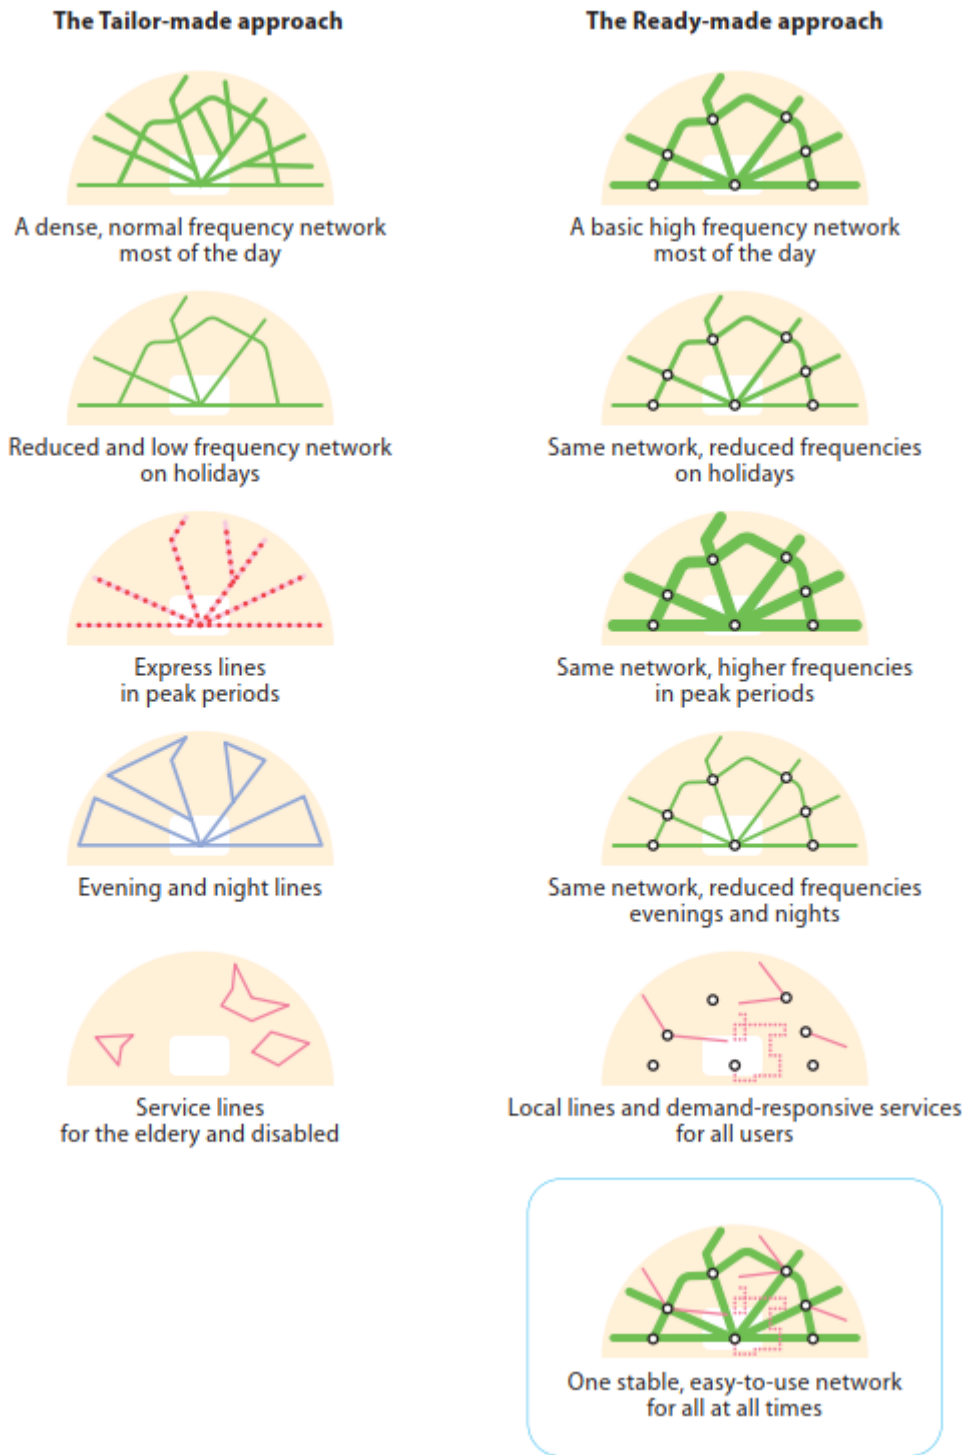 The Tailor-made approach
The Ready-made approach
A dense, normal frequency network
most of the day
A basic high frequency network
most of the day
Reduced and low frequency network
on holidays
Same network, reduced frequencies
on holidays
Express lines
in peak periods
Same network, higher frequencies
in peak periods
Evening and night lines
Same network, reduced frequencies
evenings and nights
Service lines
for the eldery and disabled
Local lines and demand-responsive services
for all users
One stable, easy-to-use network
for all at all times